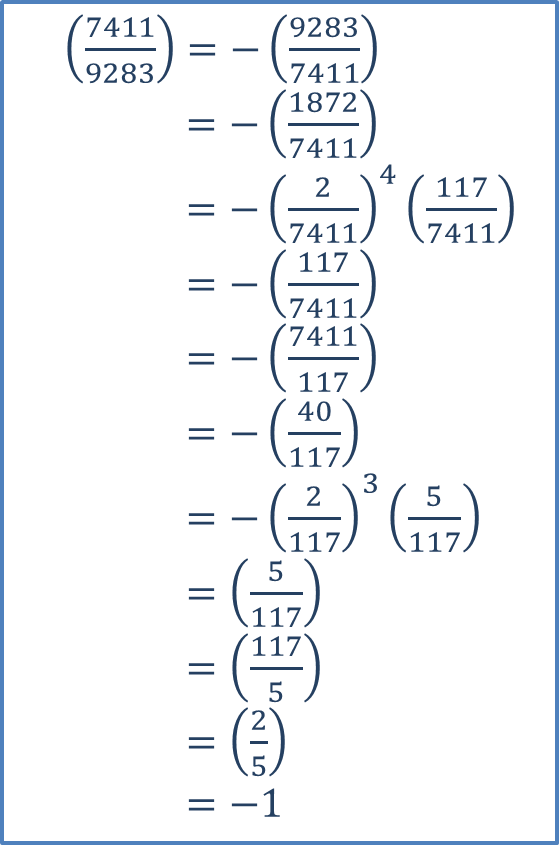 (7411/9283) = −(9283/7411)
= −(1872/7411)
= −(2/7411)⁴ (117/7411)
= −(117/7411)
= −(7411/117)
= −(40/117)
= −(2/117)³ (5/117)
= (5/117)
= (117/5)
= (2/5)
= −1